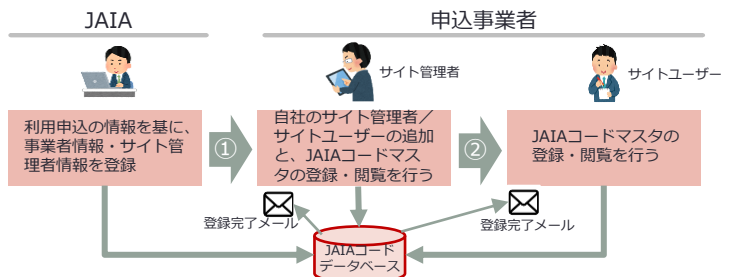 JAIA
申込事業者
サイト管理者
サイトユーザー
利用申込の情報を基に、
事業者情報・サイト管
理者情報を登録
①
自社のサイト管理者／
サイトユーザーの追加
と、JAIAコードマス
タの登録・閲覧を行う
②
JAIAコードマスタの
登録・閲覧を行う
登録完了メール
登録完了メール
JAIAコード
データベース